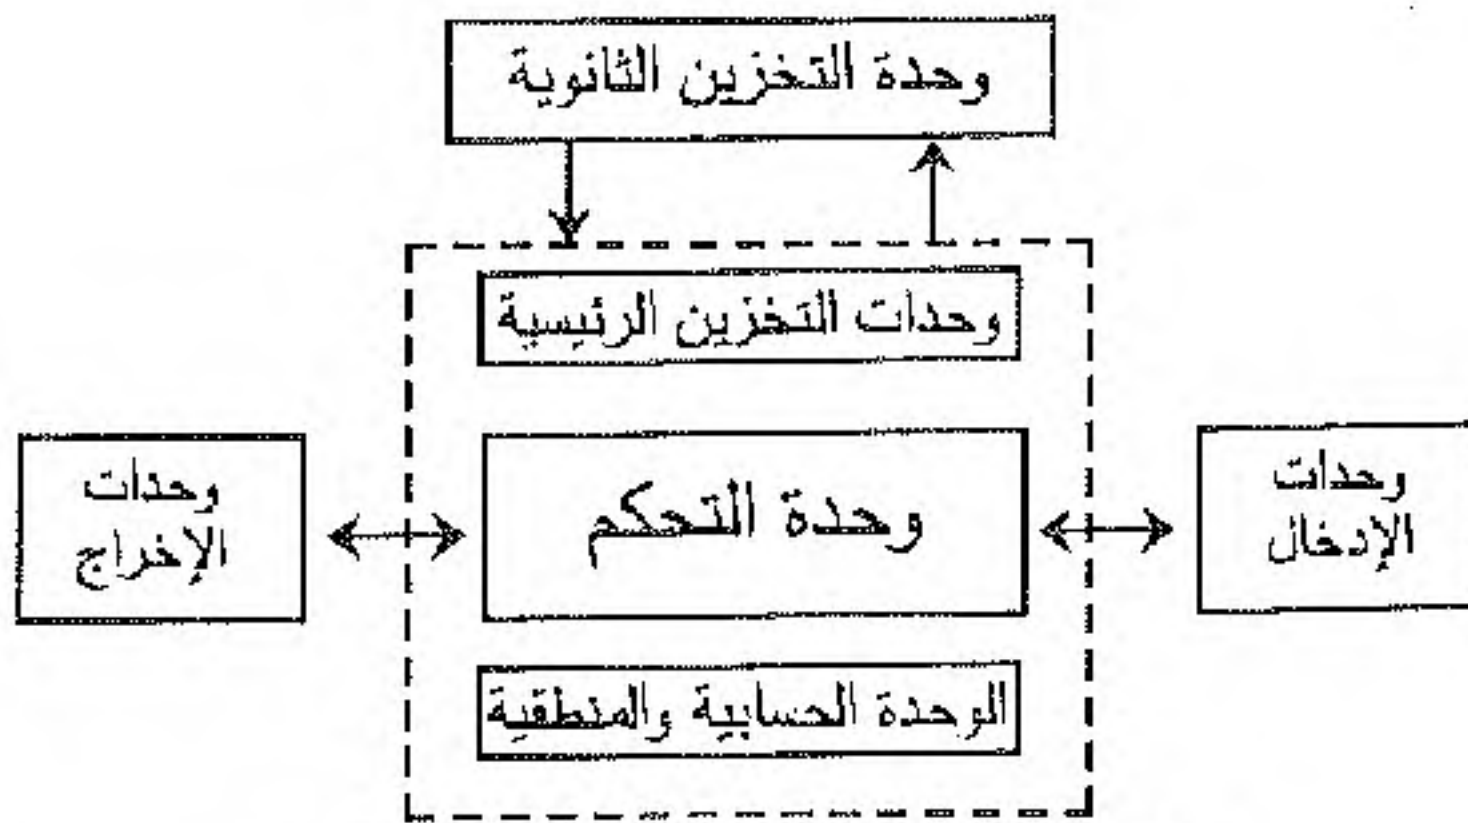 وحدة التخزين الثانوية
وحدات التخزين الرئيسية
وحدات
الإدخال
وحدة التحكم
وحدات
الإخراج
الوحدة الحسابية والمنطقية